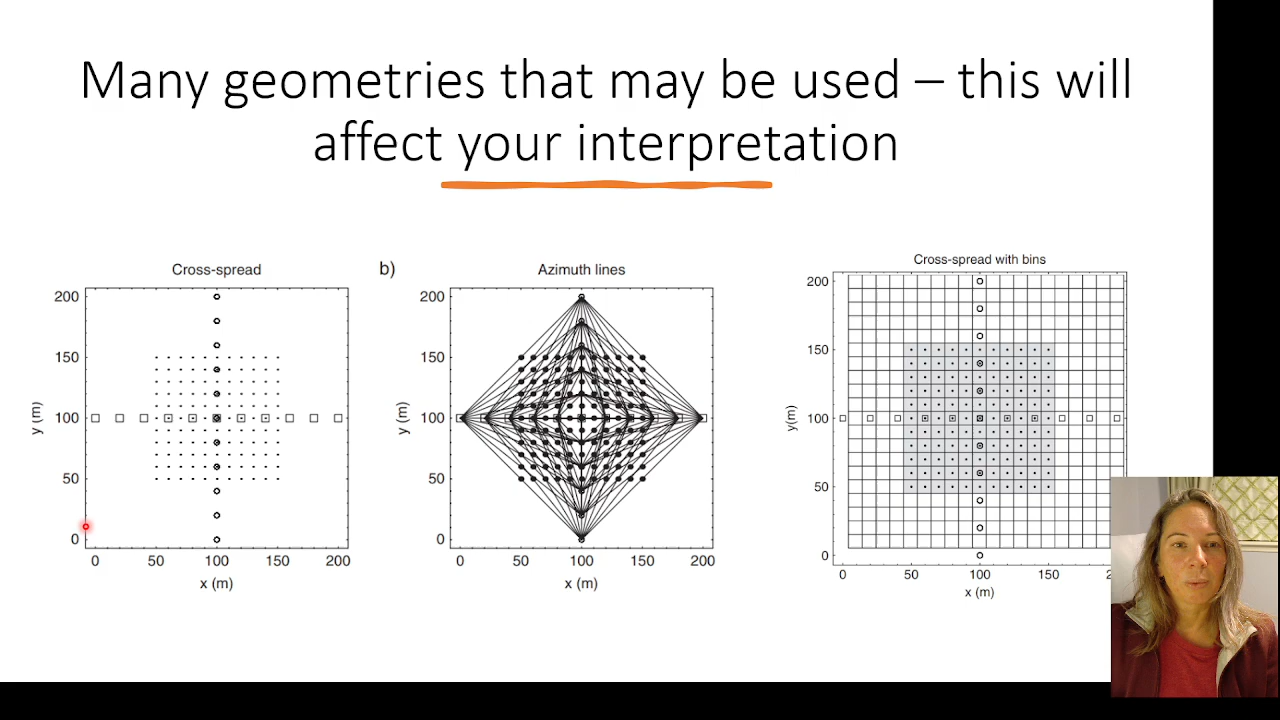 Many geometries that may be used – this will
affect your interpretation
Cross-spread
200
150
100
50
0
y (m)
0 50 100 150 200
x (m)
b)
Azimuth lines
200
150
100
50
0
y (m)
0 50 100 150 200
x (m)
Cross-spread with bins
200
150
100
50
0
y(m)
0 50 100 150
x (m)